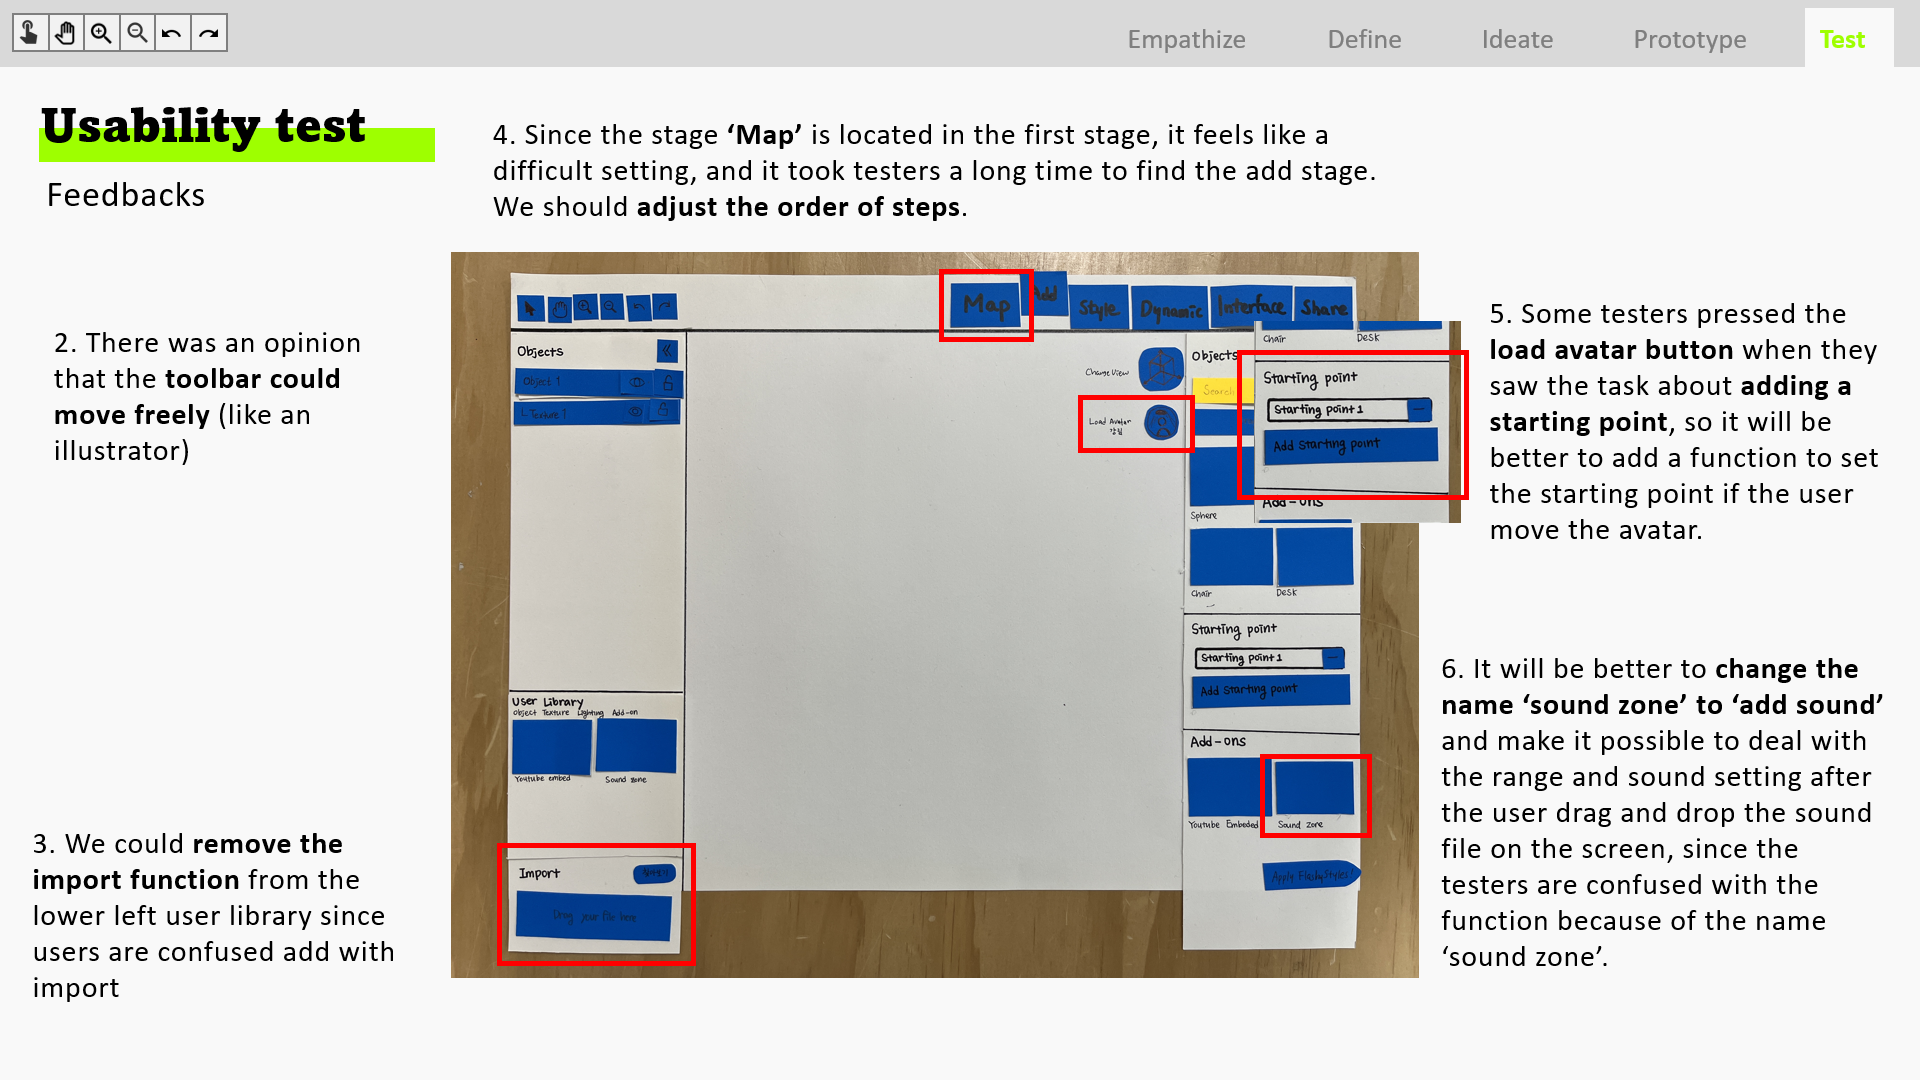 Empathize
Define
Ideate
Prototype
Test
Usability test
Feedbacks
4. Since the stage ‘Map’ is located in the first stage, it feels like a
difficult setting, and it took testers a long time to find the add stage.
We should adjust the order of steps.
2. There was an opinion
that the toolbar could
move freely (like an
illustrator)
3. We could remove the
import function from the
lower left user library since
users are confused add with
import
Map
Add
Style
Dynamic
Interface
Share
Objects
Object 1
└ Texture 1
User Library
Object Texture Lighting Add-on
Youtube embed
Sound zone
Import
Drag your file here
Change View
Load Avatar
Objects
Search
Sphere
Chair
Desk
Starting point
Starting point 1
Add Starting point
Add-ons
Youtube Embeded
Sound zone
Apply FlashyStyles!
Chair
Desk
Starting point
Starting point 1
Add Starting point
Add-ons
5. Some testers pressed the
load avatar button when they
saw the task about adding a
starting point, so it will be
better to add a function to set
the starting point if the user
move the avatar.
6. It will be better to change the
name ‘sound zone’ to ‘add sound’
and make it possible to deal with
the range and sound setting after
the user drag and drop the sound
file on the screen, since the
testers are confused with the
function because of the name
‘sound zone’.